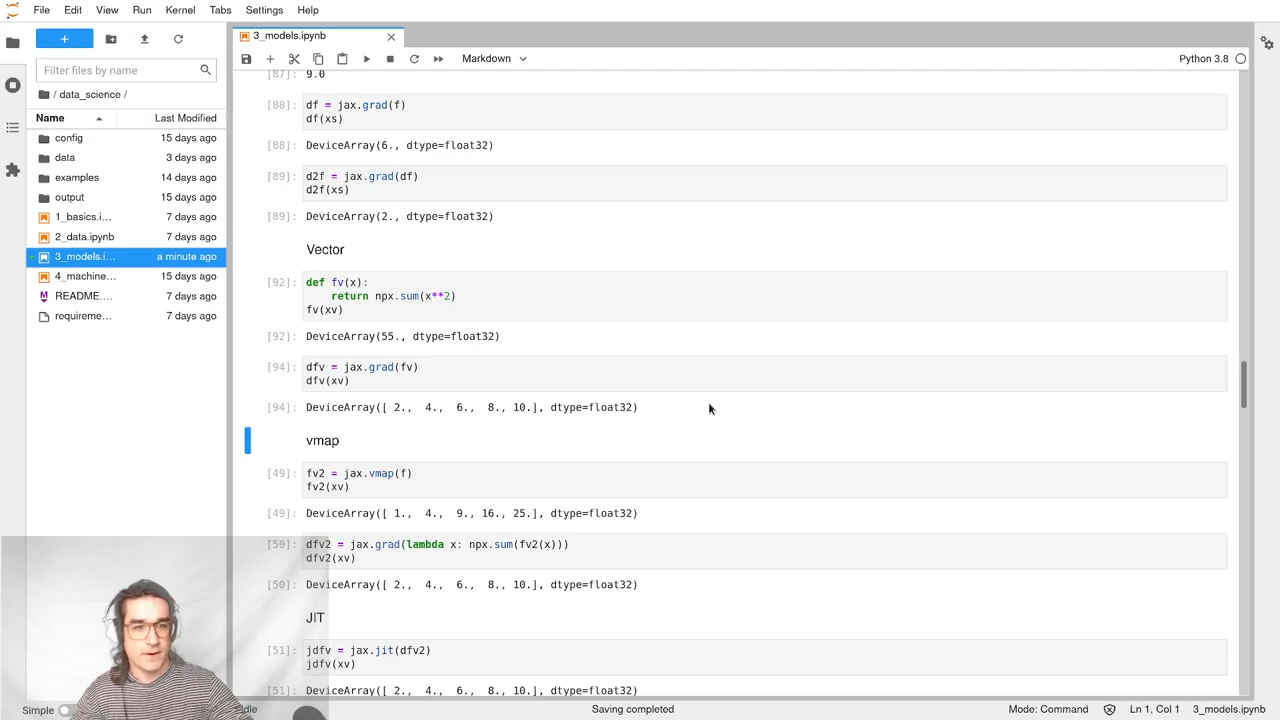 File Edit View Run Kernel Tabs Settings Help
3_models.ipynb
Markdown
Python 3.8
Filter files by name
/ data_science /
Name Last Modified
config 15 days ago
data 3 days ago
examples 14 days ago
output 15 days ago
1_basics.i… 7 days ago
2_data.ipynb 7 days ago
3_models.i… a minute ago
4_machine… 15 days ago
README.… 7 days ago
requireme… 7 days ago
[87]: 9.0
[88]: df = jax.grad(f)
df(xs)
[88]: DeviceArray(6., dtype=float32)
[89]: d2f = jax.grad(df)
d2f(xs)
[89]: DeviceArray(2., dtype=float32)
Vector
[92]: def fv(x):
return npx.sum(x**2)
fv(xv)
[92]: DeviceArray(55., dtype=float32)
[94]: dfv = jax.grad(fv)
dfv(xv)
[94]: DeviceArray([ 2., 4., 6., 8., 10.], dtype=float32)
vmap
[49]: fv2 = jax.vmap(f)
fv2(xv)
[49]: DeviceArray([ 1., 4., 9., 16., 25.], dtype=float32)
[50]: dfv2 = jax.grad(lambda x: npx.sum(fv2(x)))
dfv2(xv)
[50]: DeviceArray([ 2., 4., 6., 8., 10.], dtype=float32)
JIT
[51]: jdfv = jax.jit(dfv2)
jdfv(xv)
[51]: DeviceArray([ 2., 4., 6., 8., 10.], dtype=float32)
Simple Saving completed Mode: Command Ln 1, Col 1 3_models.ipynb